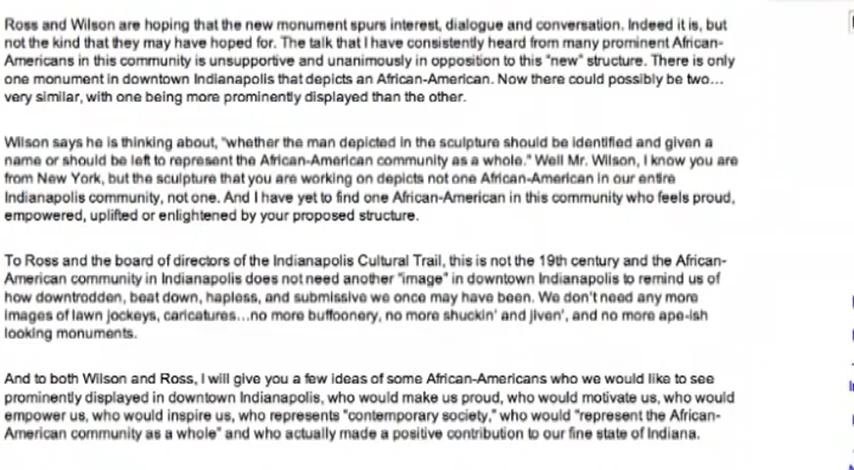 Ross and Wilson are hoping that the new monument spurs interest, dialogue and conversation. Indeed it is, but
not the kind that they may have hoped for. The talk that I have consistently heard from many prominent African-
Americans in this community is unsupportive and unanimously in opposition to this "new" structure. There is only
one monument in downtown Indianapolis that depicts an African-American. Now there could possibly be two...
very similar, with one being more prominently displayed than the other.
Wilson says he is thinking about, "whether the man depicted in the sculpture should be identified and given a
name or should be left to represent the African-American community as a whole." Well Mr. Wilson, I know you are
from New York, but the sculpture that you are working on depicts not one African-American in our entire
Indianapolis community, not one. And I have yet to find one African-American in this community who feels proud,
empowered, uplifted or enlightened by your proposed structure.
To Ross and the board of directors of the Indianapolis Cultural Trail, this is not the 19th century and the African-
American community in Indianapolis does not need another "image" in downtown Indianapolis to remind us of
how downtrodden, beat down, hapless, and submissive we once may have been. We don't need any more
images of lawn jockeys, caricatures...no more buffoonery, no more shuckin' and jiven', and no more ape-ish
looking monuments.
And to both Wilson and Ross, I will give you a few ideas of some African-Americans who we would like to see
prominently displayed in downtown Indianapolis, who would make us proud, who would motivate us, who would
empower us, who would inspire us, who represents "contemporary society," who would "represent the African-
American community as a whole" and who actually made a positive contribution to our fine state of Indiana.